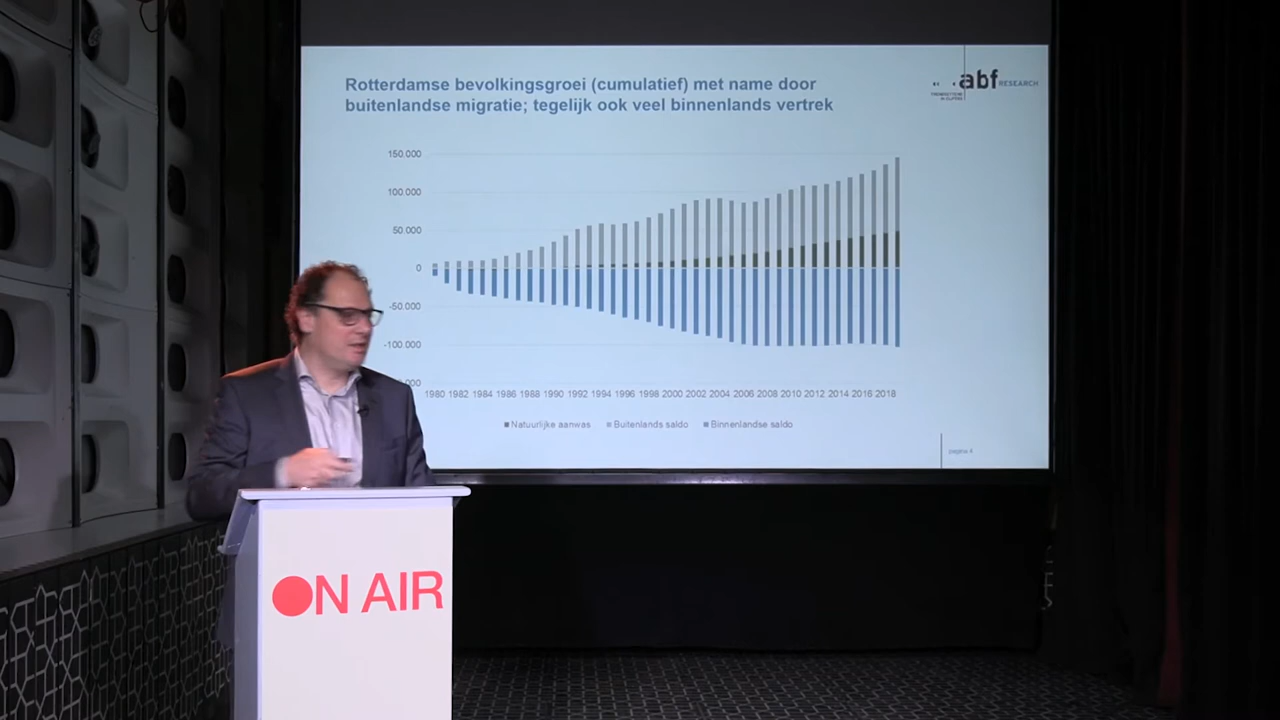 Rotterdamse bevolkingsgroei (cumulatief) met name door
buitenlandse migratie; tegelijk ook veel binnenlands vertrek
abf RESEARCH
150.000
100.000
50.000
0
-50.000
-100.000
000
1980 1982 1984 1986 1988 1990 1992 1994 1996 1998 2000 2002 2004 2006 2008 2010 2012 2014 2016 2018
Natuurlijke aanwas Buitenlands saldo Binnenlandse saldo
pagina 4
ON AIR